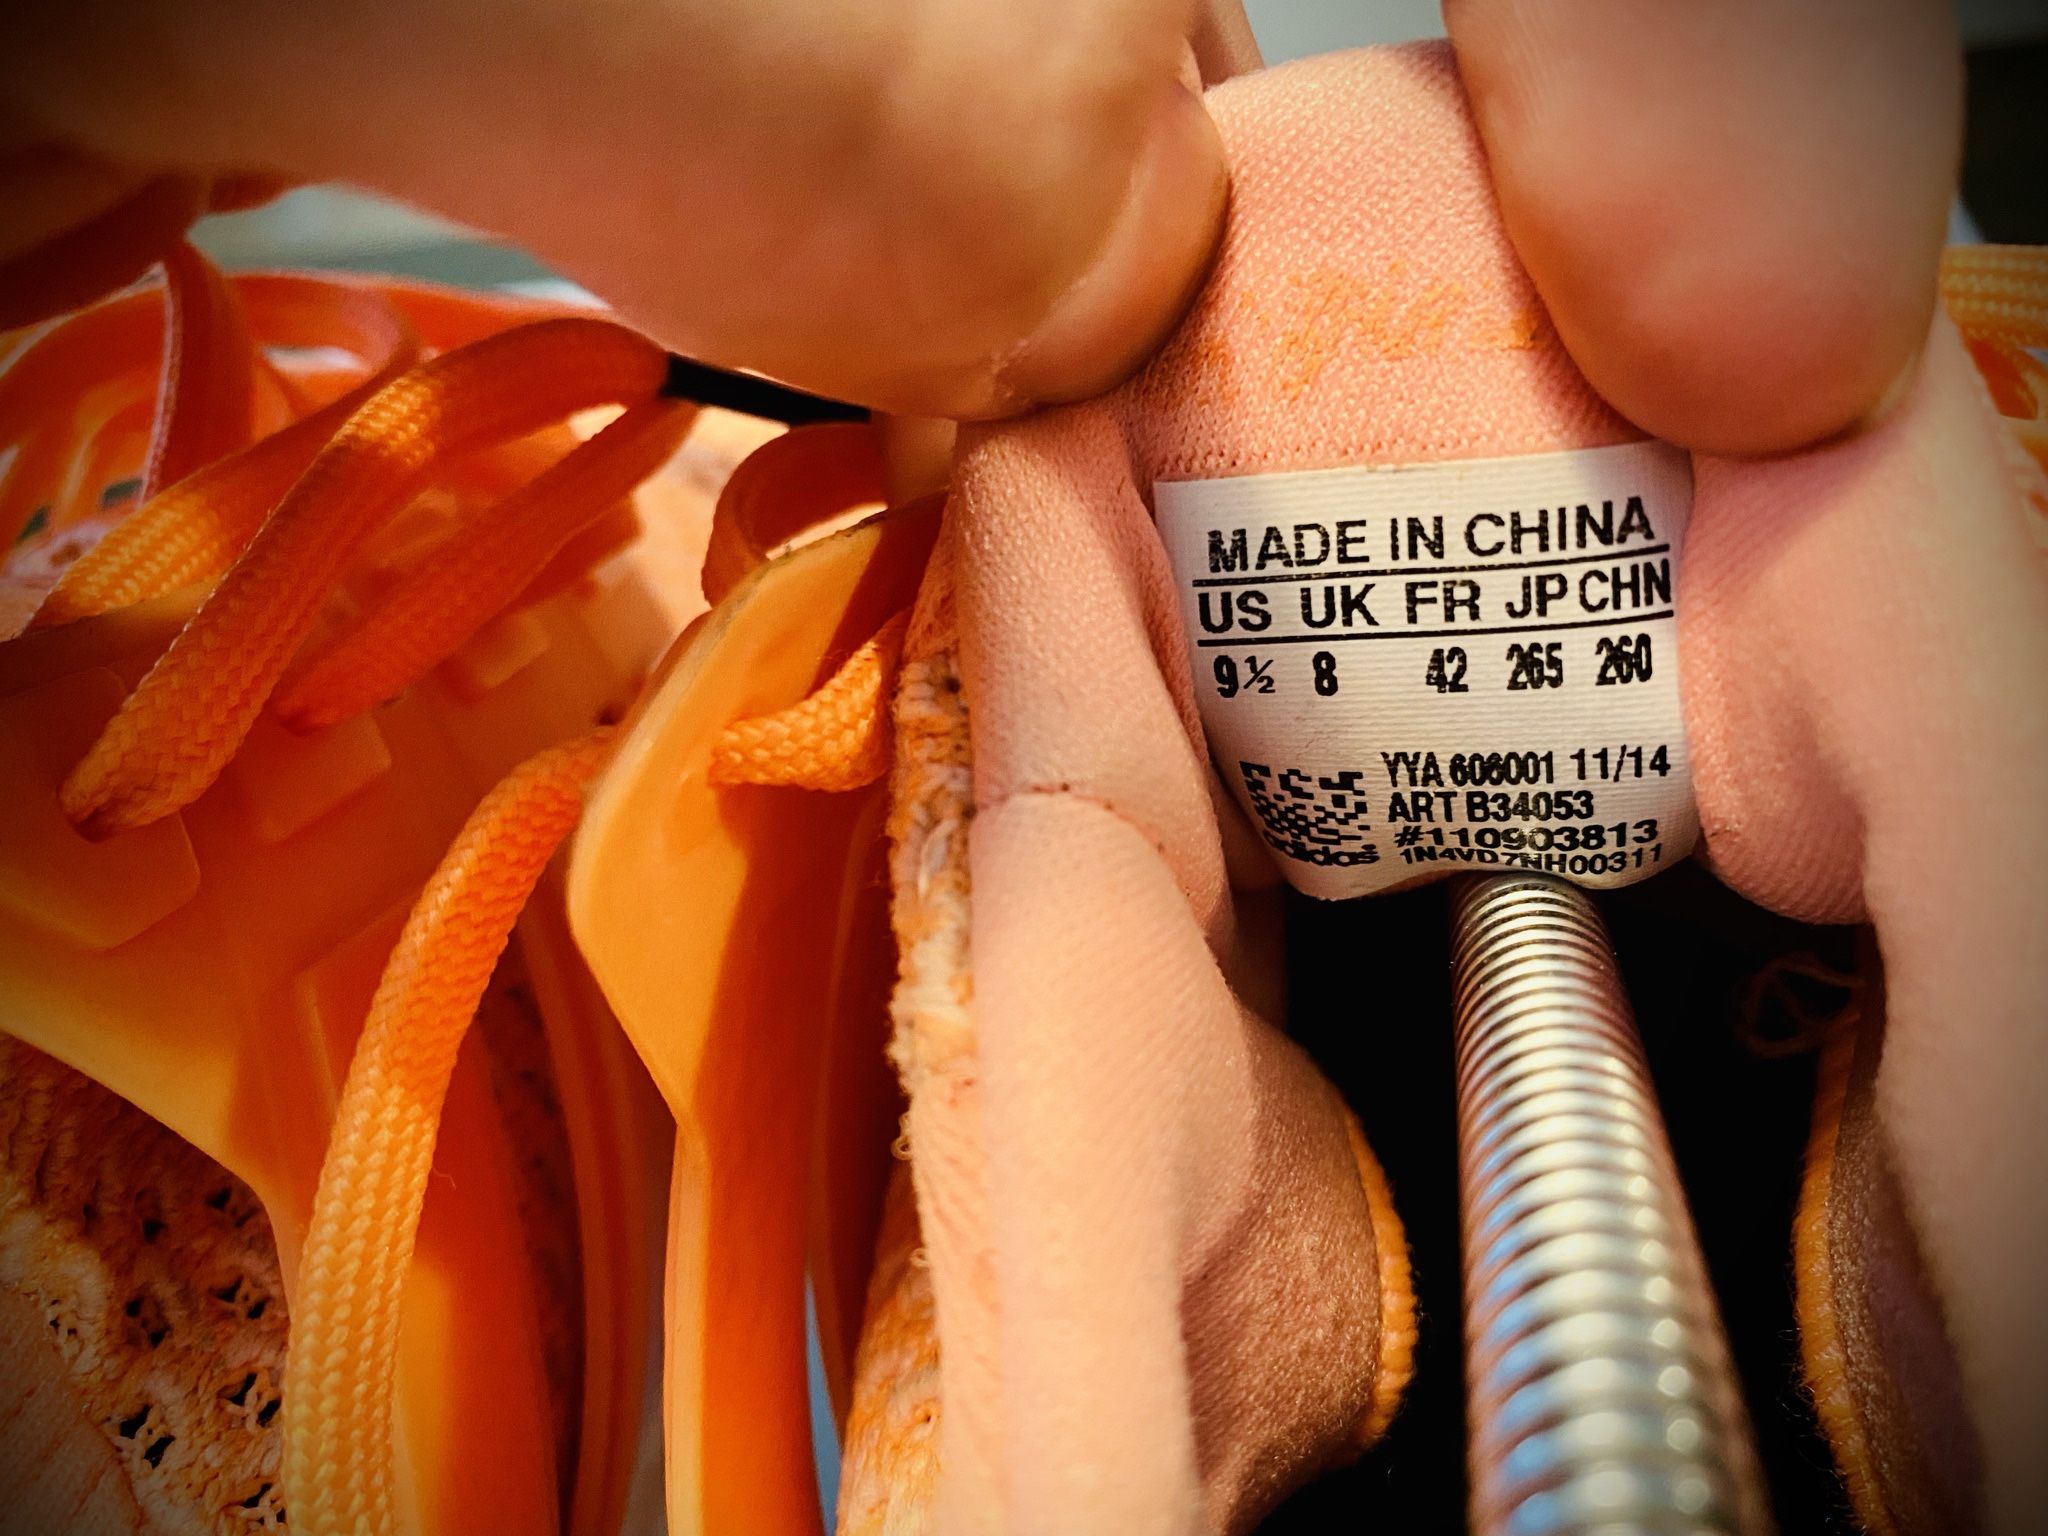 MADE IN CHINA
US UK FR JP CHN
9½ 8 42 265 260
YYA 606001 11/14
ART B34053
#110903813
adidas 1N4VD7NH00311